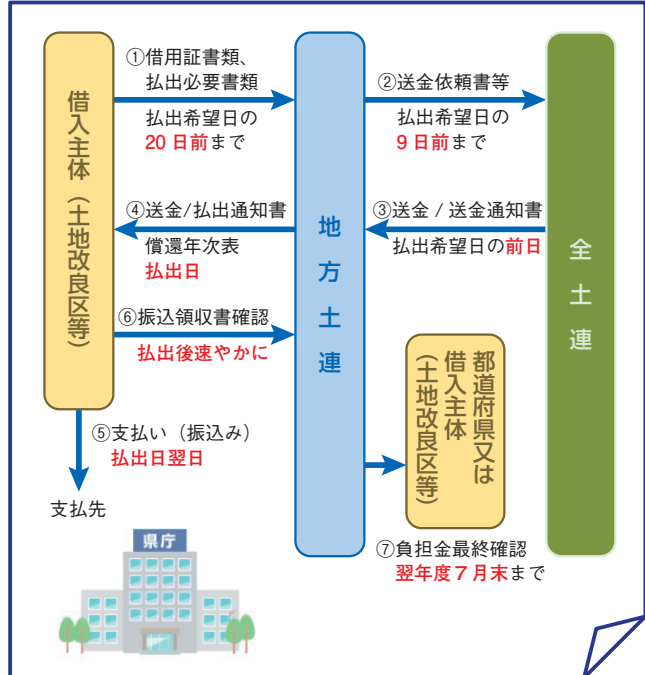 借入主体（土地改良区等）
①借用証書類、
払出必要書類
払出希望日の
20日前まで
地方土連
②送金依頼書等
払出希望日の
9日前まで
全土連
③送金 / 送金通知書
払出希望日の前日
④送金/払出通知書
償還年次表
払出日
⑥振込領収書確認
払出後速やかに
⑤支払い（振込み）
払出日翌日
支払先
県庁
都道府県又は
借入主体
（土地改良区等）
⑦負担金最終確認
翌年度７月末まで